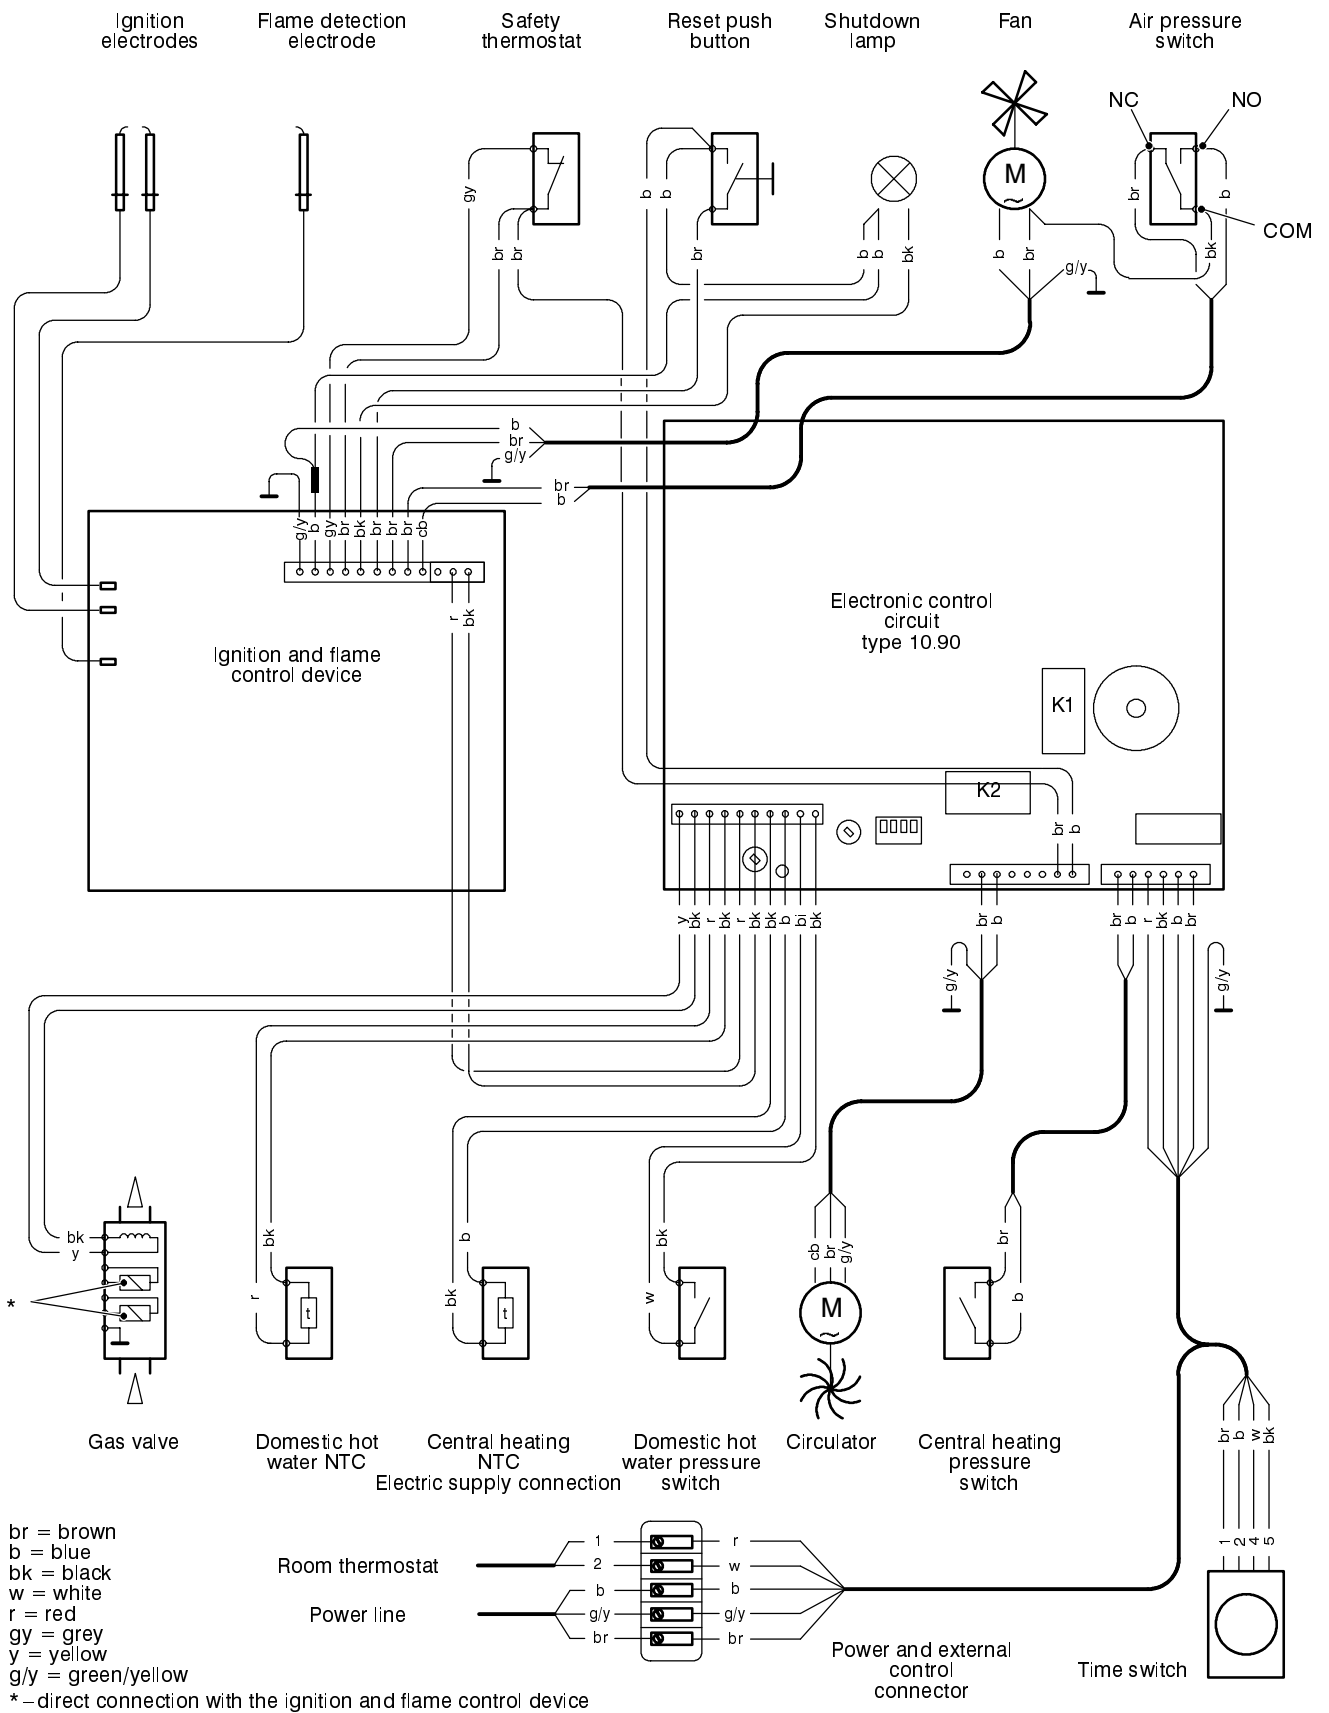 Ignition
electrodes
Flame detection
electrode
Safety
thermostat
Reset push
button
Shutdown
lamp
Fan
Air pressure
switch
NC
NO
COM
M
~
gy
br
br
b
b
br
b
b
bk
b
br
g/y
br
b
bk
b
br
g/y
br
b
g/y
b
gy
br
bk
br
br
br
cb
r
bk
Ignition and flame
control device
Electronic control
circuit
type 10.90
K1
K2
br
b
y
bk
r
bk
r
bk
bk
b
bi
bk
br
b
g/y
br
b
r
bk
b
br
g/y
bk
y
*
bk
r
t
b
bk
t
bk
w
cb
br
g/y
M
~
br
b
Gas valve
Domestic hot
water NTC
Central heating
NTC
Domestic hot
water pressure
switch
Circulator
Central heating
pressure
switch
Electric supply connection
br
b
w
bk
1
2
4
5
br = brown
b = blue
bk = black
w = white
r = red
gy = grey
y = yellow
g/y = green/yellow
* – direct connection with the ignition and flame control device
Room thermostat
Power line
1
2
b
g/y
br
r
w
b
g/y
br
Power and external
control
connector
Time switch